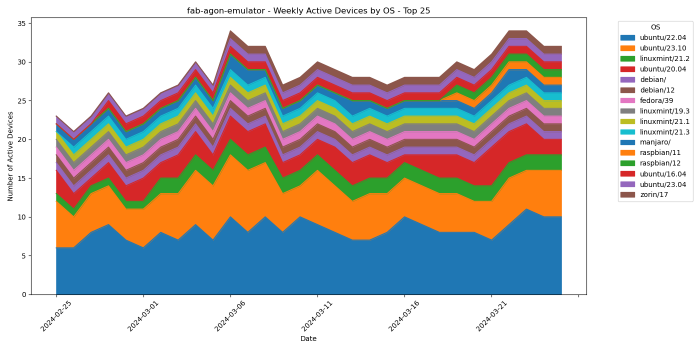 fab-agon-emulator - Weekly Active Devices by OS - Top 25
Number of Active Devices
35
30
25
20
15
10
5
0
2024-02-25
2024-03-01
2024-03-06
2024-03-11
2024-03-16
2024-03-21
Date
OS
ubuntu/22.04
ubuntu/23.10
linuxmint/21.2
ubuntu/20.04
debian/
debian/12
fedora/39
linuxmint/19.3
linuxmint/21.1
linuxmint/21.3
manjaro/
raspbian/11
raspbian/12
ubuntu/16.04
ubuntu/23.04
zorin/17